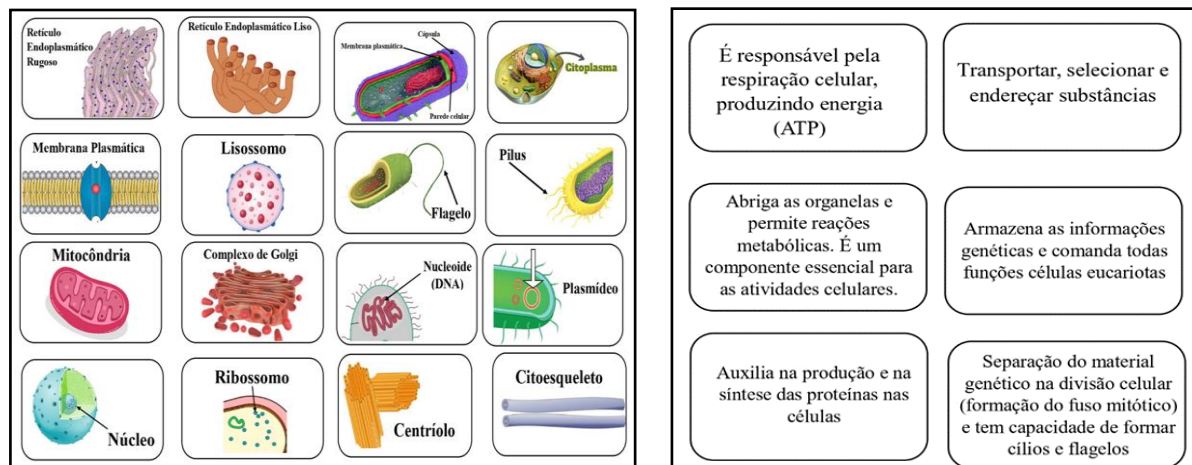 Retículo
Endoplasmático
Rugoso
Retículo Endoplasmático Liso
Cápsula
Membrana plasmática
Parede celular
Citoplasma
Membrana Plasmática
Lisossomo
Flagelo
Pilus
Mitocôndria
Complexo de Golgi
Nucleoide
(DNA)
Plasmídeo
Núcleo
Ribossomo
Centríolo
Citoesqueleto
É responsável pela
respiração celular,
produzindo energia
(ATP)
Transportar, selecionar e
endereçar substâncias
Abriga as organelas e
permite reações
metabólicas. É um
componente essencial para
as atividades celulares.
Armazena as informações
genéticas e comanda todas
funções células eucariotas
Auxilia na produção e na
síntese das proteínas nas
células
Separação do material
genético na divisão celular
(formação do fuso mitótico)
e tem capacidade de formar
cílios e flagelos